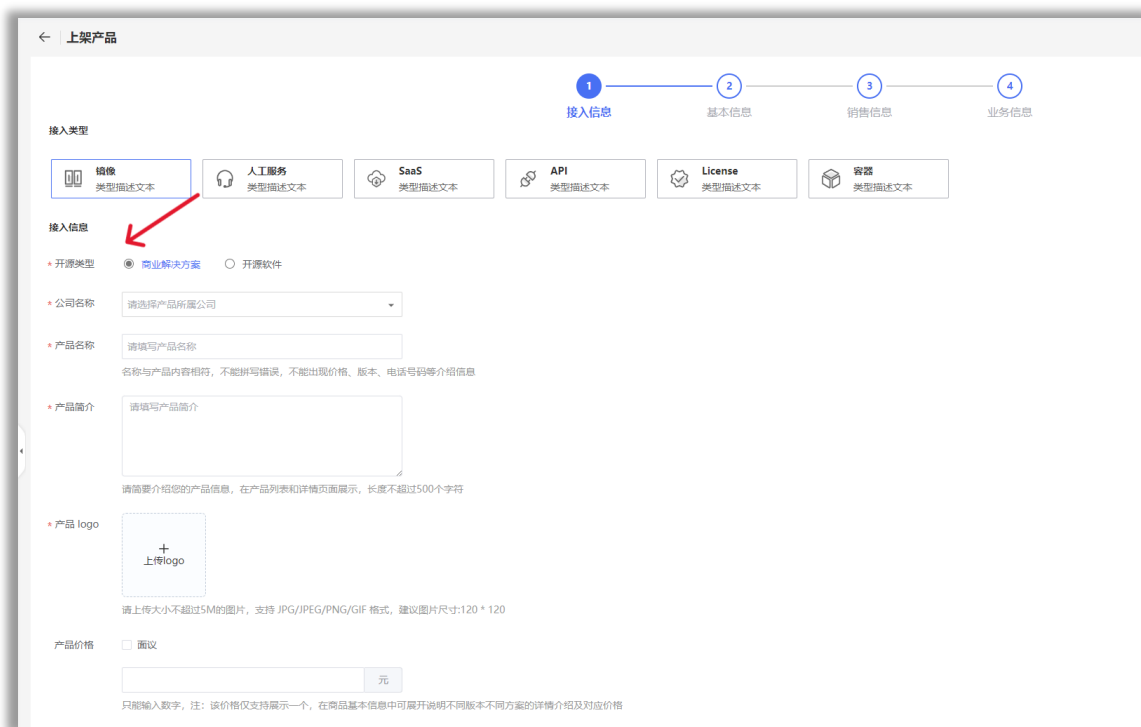 上架产品
1 2 3 4
接入信息 基本信息 销售信息 业务信息
接入类型
镜像 人工服务 SaaS API License 容器
类型描述文本 类型描述文本 类型描述文本 类型描述文本 类型描述文本 类型描述文本
接入信息
* 开源类型 商业解决方案 开源软件
* 公司名称 请选择产品所属公司
* 产品名称 请填写产品名称
名称与产品内容相符，不能拼写错误，不能出现价格、版本、电话号码等介绍信息
* 产品简介 请填写产品简介
请简要介绍您的产品信息，在产品列表和详情页面展示，长度不超过500个字符
* 产品 logo
上传logo
请上传大小不超过5M的图片，支持 JPG/JPEG/PNG/GIF 格式，建议图片尺寸:120 * 120
产品价格 面议
元
只能输入数字，注：该价格仅支持展示一个，在商品基本信息中可展开说明不同版本不同方案的详情介绍及对应价格